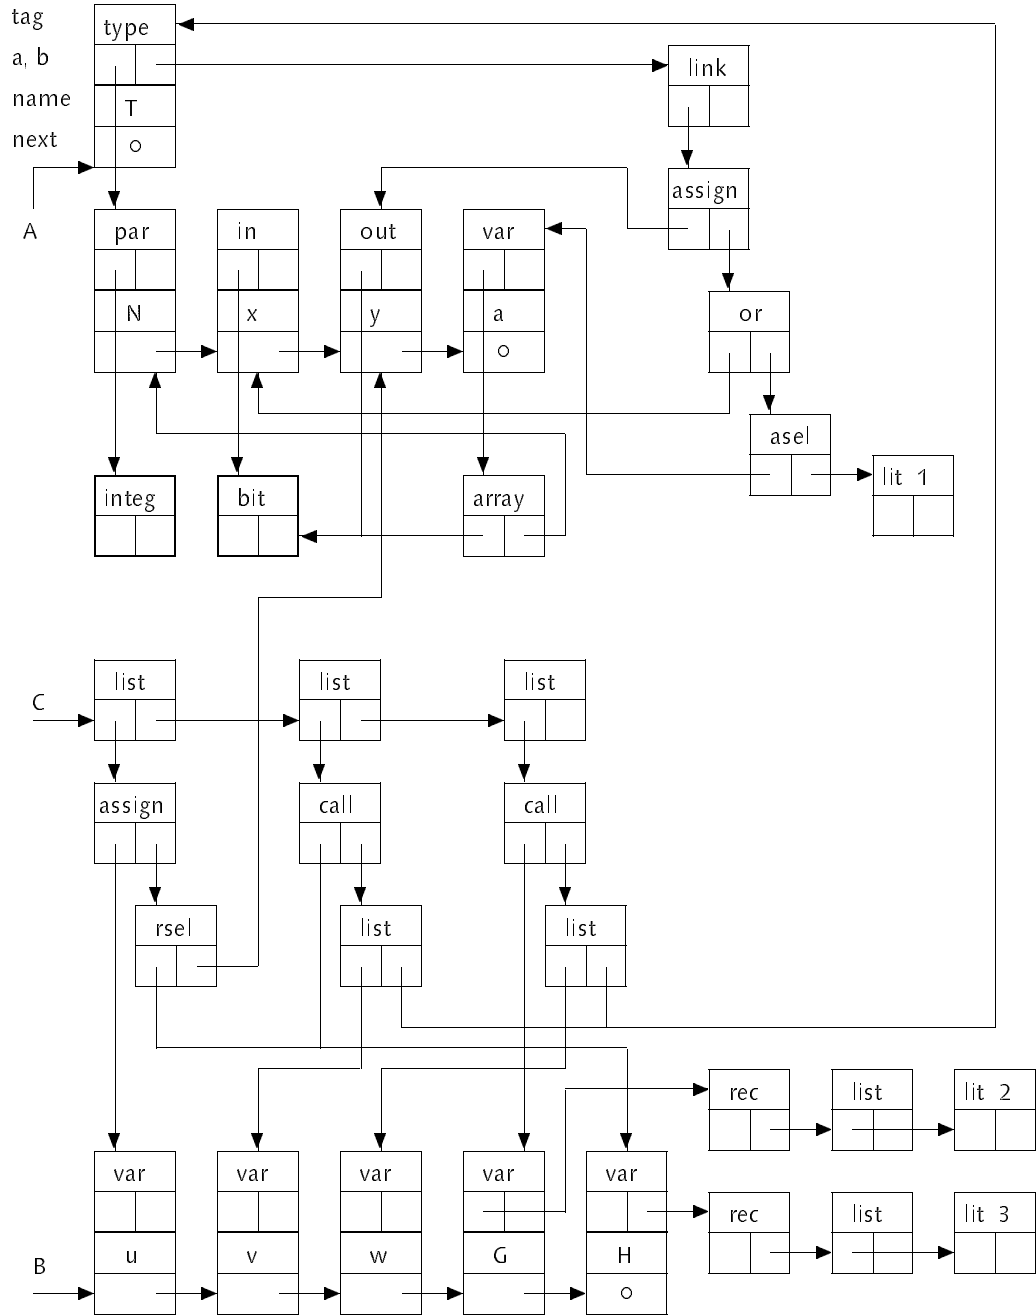 tag type
a, b link
name T
next
assign
A par in out var
N x y a or
asel
integ bit array lit 1
list list list
C
assign call call
rsel list list
rec list lit 2
var var var var var
rec list lit 3
B u v w G H